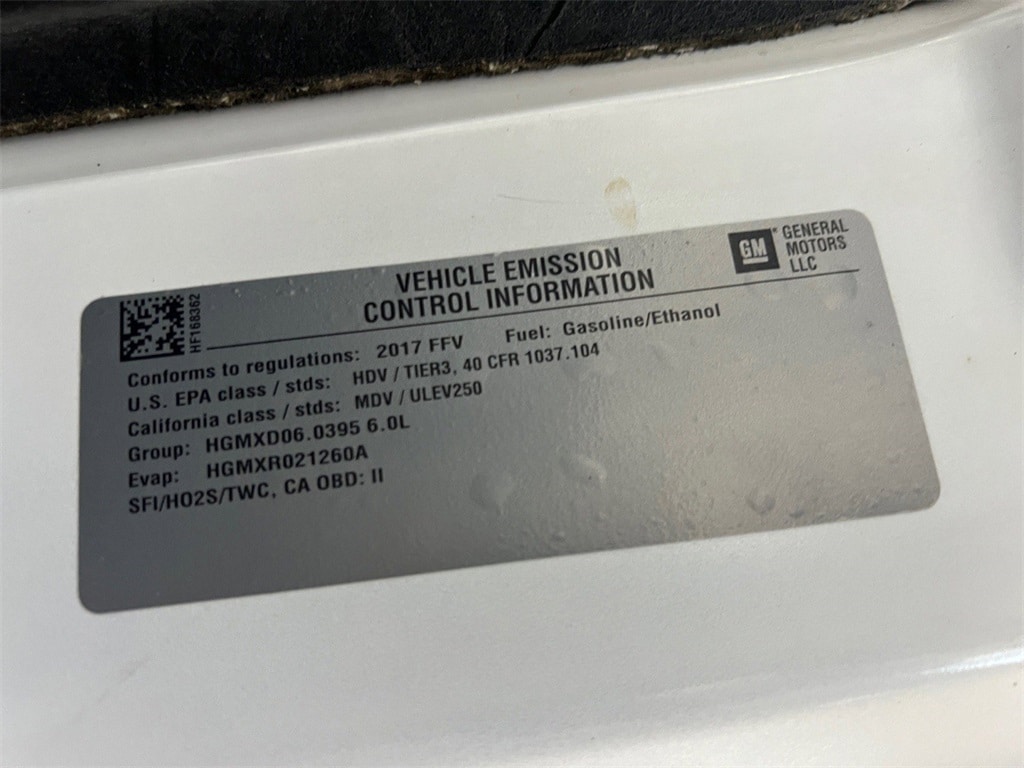 VEHICLE EMISSION
CONTROL INFORMATION
GM
GENERAL
MOTORS
LLC
HF168362
Conforms to regulations: 2017 FFV Fuel: Gasoline/Ethanol
U.S. EPA class / stds: HDV / TIER3, 40 CFR 1037.104
California class / stds: MDV / ULEV250
Group: HGMXD06.0395 6.0L
Evap: HGMXR021260A
SFI/HO2S/TWC, CA OBD: II